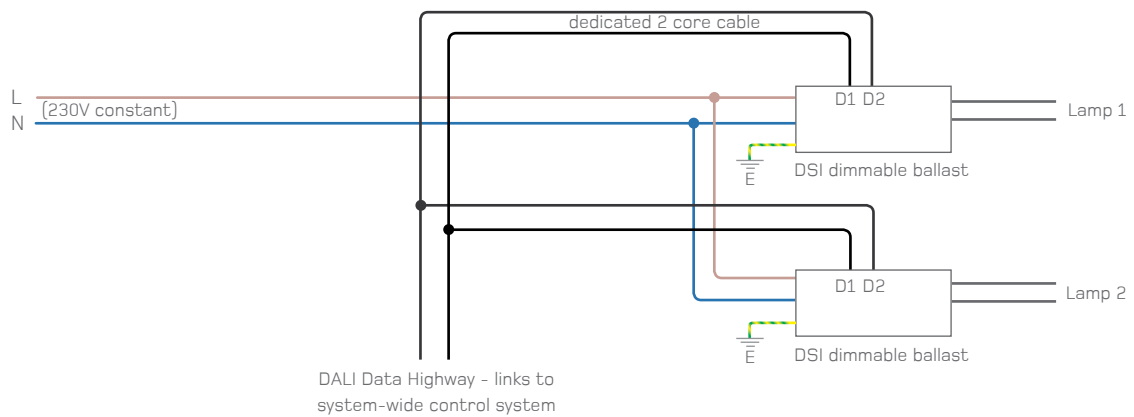 dedicated 2 core cable
L
(230V constant)
N
D1 D2
Lamp 1
E
DSI dimmable ballast
D1 D2
Lamp 2
E
DSI dimmable ballast
DALI Data Highway - links to
system-wide control system